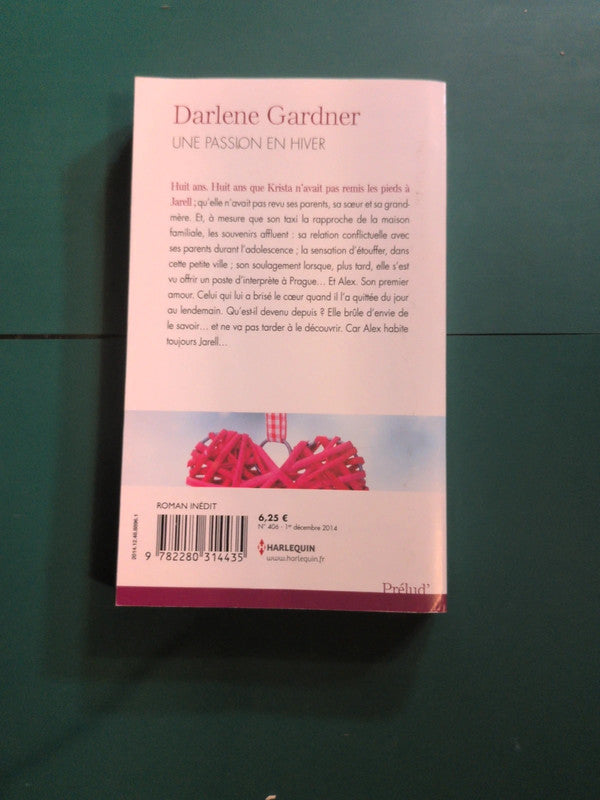 Darlene Gardner
UNE PASSION EN HIVER
Huit ans. Huit ans que Krista n'avait pas remis les pieds à
Jarell ; qu'elle n'avait pas revu ses parents, sa sœur et sa grand-
mère. Et, à mesure que son taxi la rapproche de la maison
familiale, les souvenirs affluent : sa relation conflictuelle avec
ses parents durant l'adolescence ; la sensation d'étouffer, dans
cette petite ville ; son soulagement lorsque, plus tard, elle s'est
vu offrir un poste d'interprète à Prague... Et Alex. Son premier
amour. Celui qui lui a brisé le cœur quand il l'a quittée du jour
au lendemain. Qu'est-il devenu depuis ? Elle brûle d'envie de
le savoir... et ne va pas tarder à le découvrir. Car Alex habite
toujours Jarell...
ROMAN INÉDIT
2014.12.48.0096.1
9 782280 314435
6,25 €
N° 406 - 1er décembre 2014
HARLEQUIN
www.harlequin.fr
Prélud'